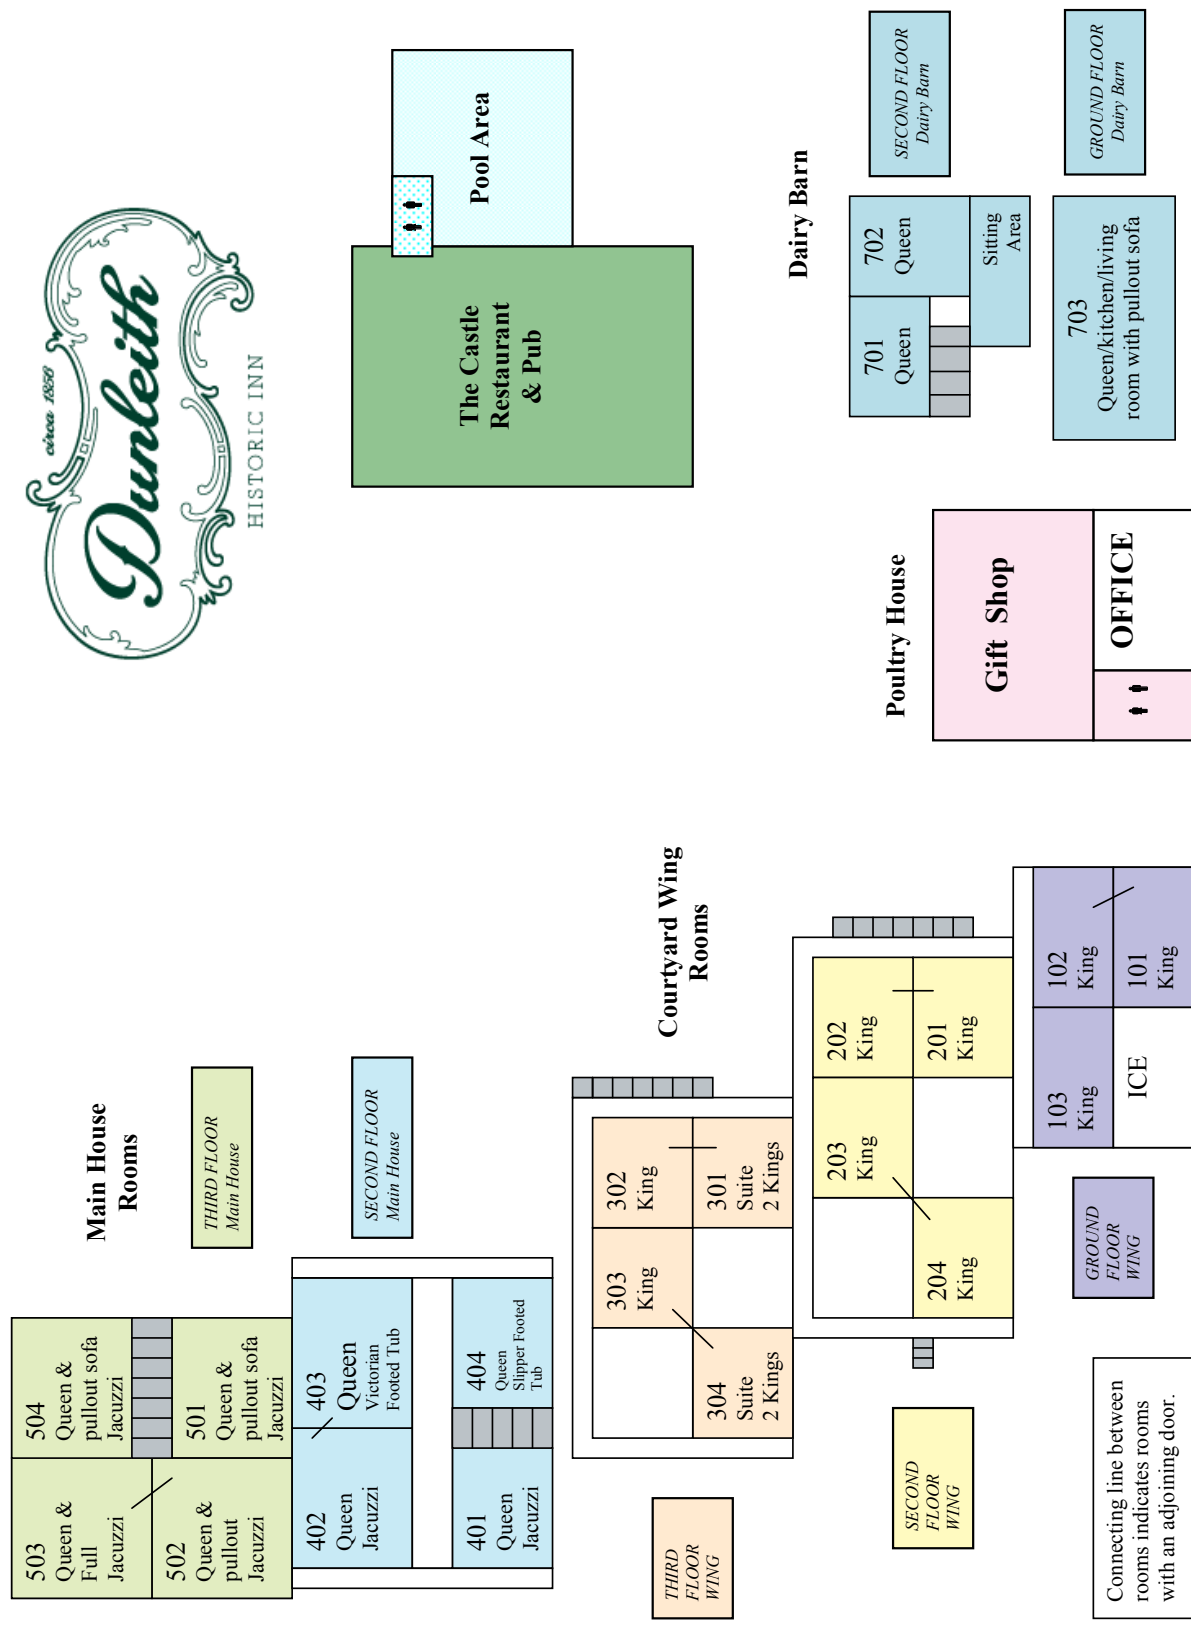 circa 1856
Dunleith
HISTORIC INN
Main House
Rooms
THIRD FLOOR
Main House
503
Queen &
Full
Jacuzzi
504
Queen &
pullout sofa
Jacuzzi
502
Queen &
pullout
Jacuzzi
501
Queen &
pullout sofa
Jacuzzi
SECOND FLOOR
Main House
402
Queen
Jacuzzi
403
Queen
Victorian
Footed Tub
401
Queen
Jacuzzi
404
Queen
Slipper Footed
Tub
The Castle
Restaurant
& Pub
Pool Area
Courtyard Wing
Rooms
THIRD
FLOOR
WING
303
King
302
King
304
Suite
2 Kings
301
Suite
2 Kings
SECOND
FLOOR
WING
203
King
202
King
204
King
201
King
GROUND
FLOOR
WING
103
King
102
King
ICE
101
King
Poultry House
Gift Shop
OFFICE
Dairy Barn
701
Queen
702
Queen
Sitting
Area
SECOND FLOOR
Dairy Barn
703
Queen/kitchen/living
room with pullout sofa
GROUND FLOOR
Dairy Barn
Connecting line between
rooms indicates rooms
with an adjoining door.